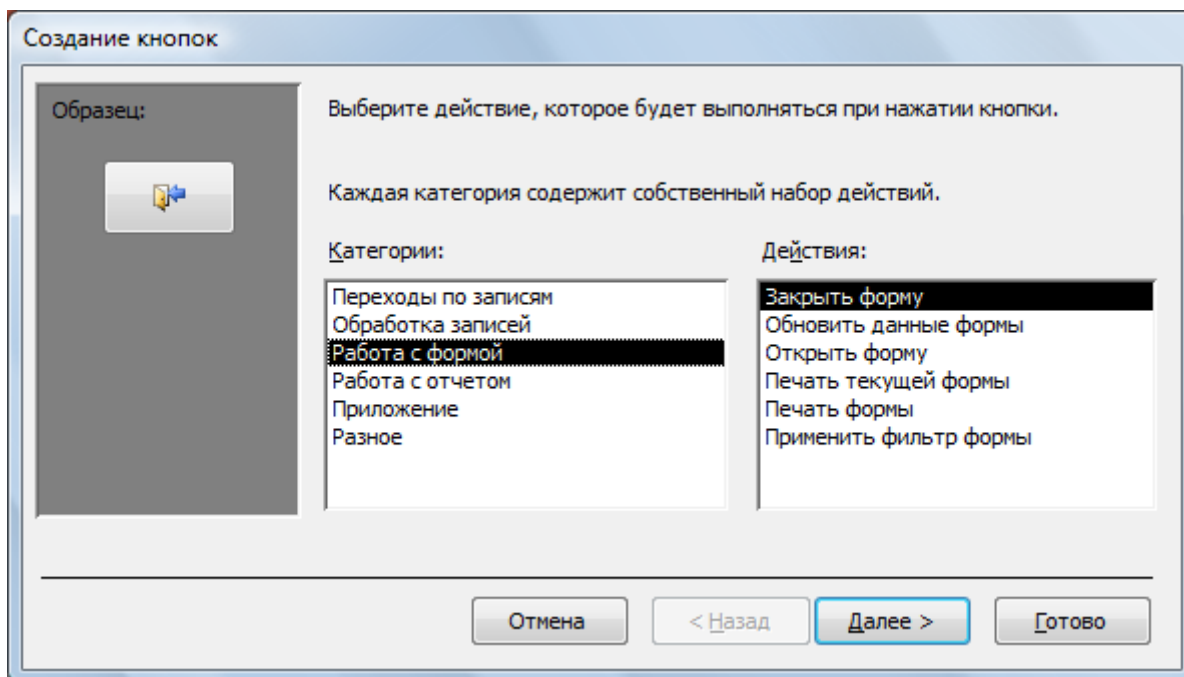 Создание кнопок
Образец:
Выберите действие, которое будет выполняться при нажатии кнопки.
Каждая категория содержит собственный набор действий.
Категории:
Переходы по записям
Обработка записей
Работа с формой
Работа с отчетом
Приложение
Разное
Действия:
Закрыть форму
Обновить данные формы
Открыть форму
Печать текущей формы
Печать формы
Применить фильтр формы
Отмена
< Назад
Далее >
Готово